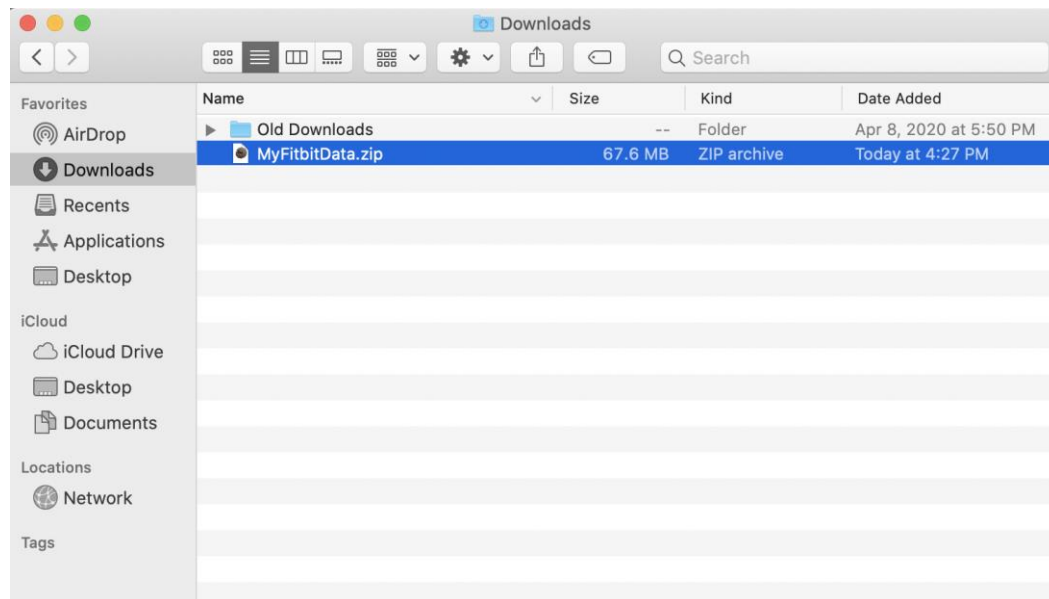 Downloads
Search
Favorites
AirDrop
Downloads
Recents
Applications
Desktop
iCloud
iCloud Drive
Desktop
Documents
Locations
Network
Tags
Name Size Kind Date Added
Old Downloads -- Folder Apr 8, 2020 at 5:50 PM
MyFitbitData.zip 67.6 MB ZIP archive Today at 4:27 PM